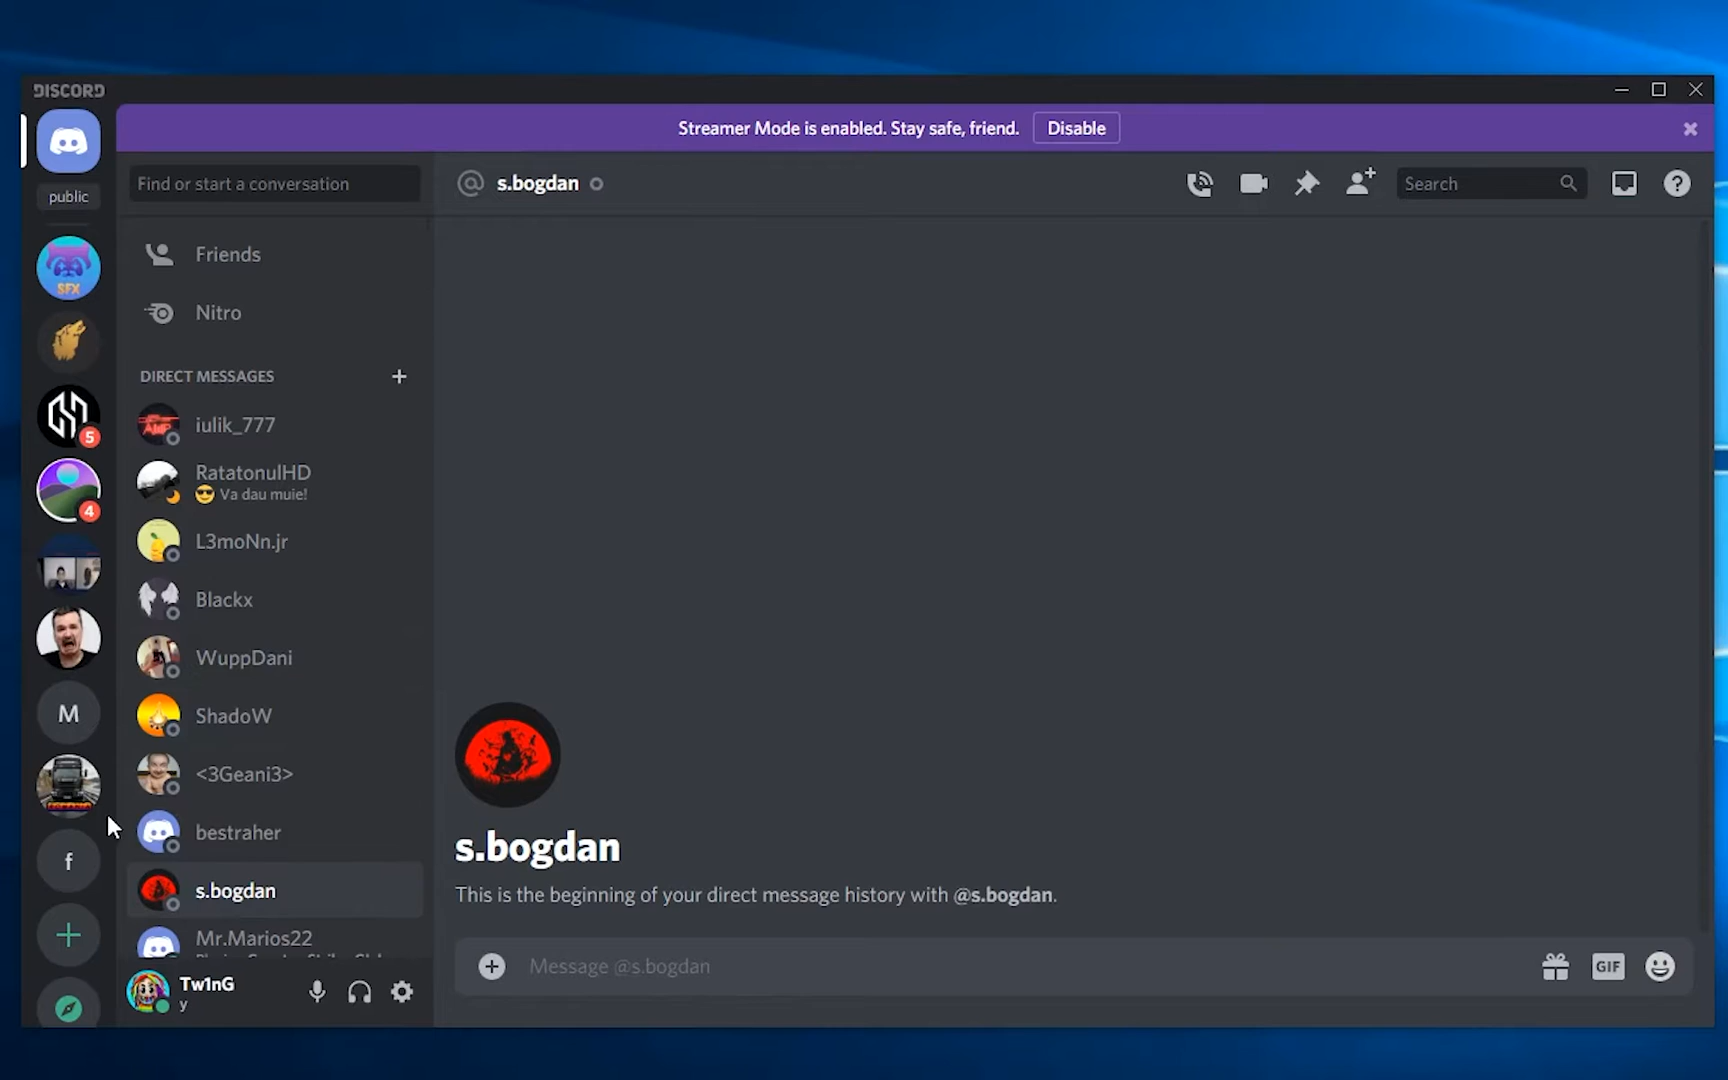 DISCORD
Streamer Mode is enabled. Stay safe, friend.
Disable
public
Find or start a conversation
s.bogdan
Search
SFX
Friends
Nitro
DIRECT MESSAGES
iulik_777
5
RatatonulHD
😎 Va dau muie!
4
L3moNn.jr
Blackx
WuppDani
ShadoW
M
<3Geani3>
bestraher
f
s.bogdan
Mr.Marios22
s.bogdan
This is the beginning of your direct message history with @s.bogdan.
Message @s.bogdan
GIF
Tw1nG
y